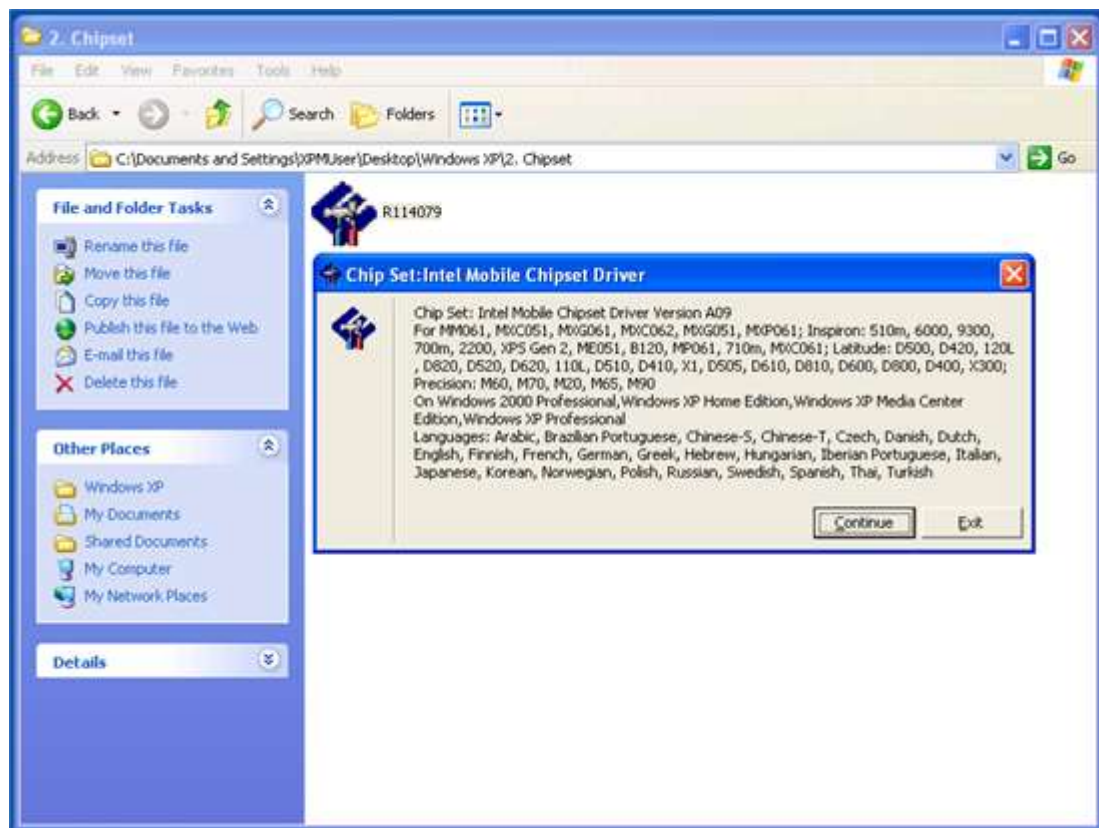 2. Chipset
File Edit View Favorites Tools Help
Back Search Folders
Address C:\Documents and Settings\XPMUser\Desktop\Windows XP\2. Chipset Go
File and Folder Tasks
Rename this file
Move this file
Copy this file
Publish this file to the Web
E-mail this file
Delete this file
Other Places
Windows XP
My Documents
Shared Documents
My Computer
My Network Places
Details
R114079
Chip Set:Intel Mobile Chipset Driver
Chip Set: Intel Mobile Chipset Driver Version A09
For MM061, MXC051, MXG061, MXC062, MXG051, MXP061; Inspiron: 510m, 6000, 9300,
700m, 2200, XPS Gen 2, ME051, B120, MP061, 710m, MXC061; Latitude: D500, D420, 120L
, D820, D520, D620, 110L, D510, D410, X1, D505, D610, D810, D600, D800, D400, X300;
Precision: M60, M70, M20, M65, M90
On Windows 2000 Professional,Windows XP Home Edition,Windows XP Media Center
Edition,Windows XP Professional
Languages: Arabic, Brazilian Portuguese, Chinese-S, Chinese-T, Czech, Danish, Dutch,
English, Finnish, French, German, Greek, Hebrew, Hungarian, Iberian Portuguese, Italian,
Japanese, Korean, Norwegian, Polish, Russian, Swedish, Spanish, Thai, Turkish
Continue Exit